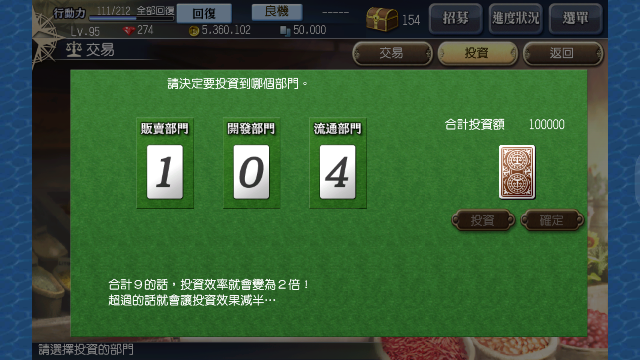 行動力 111/212 全部回復
回復
良機
------
154
招募
進度狀況
選單
Lv.95 274 5,360,102 50.000
交易
交易
投資
返回
請決定要投資到哪個部門。
販賣部門
開發部門
流通部門
合計投資額 100000
1
0
4
投資
確定
合計９的話，投資效率就會變為２倍！
超過的話就會讓投資效果減半…
請選擇投資的部門